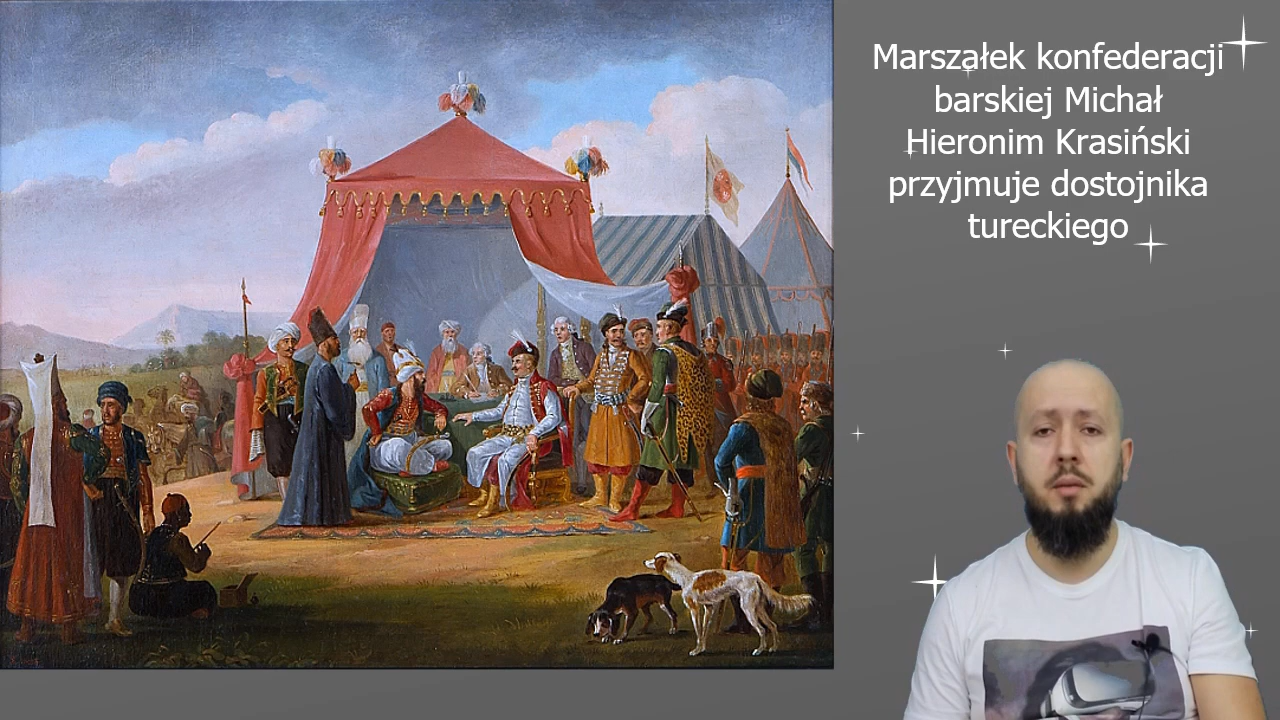 Marszałek konfederacji
barskiej Michał
Hieronim Krasiński
przyjmuje dostojnika
tureckiego